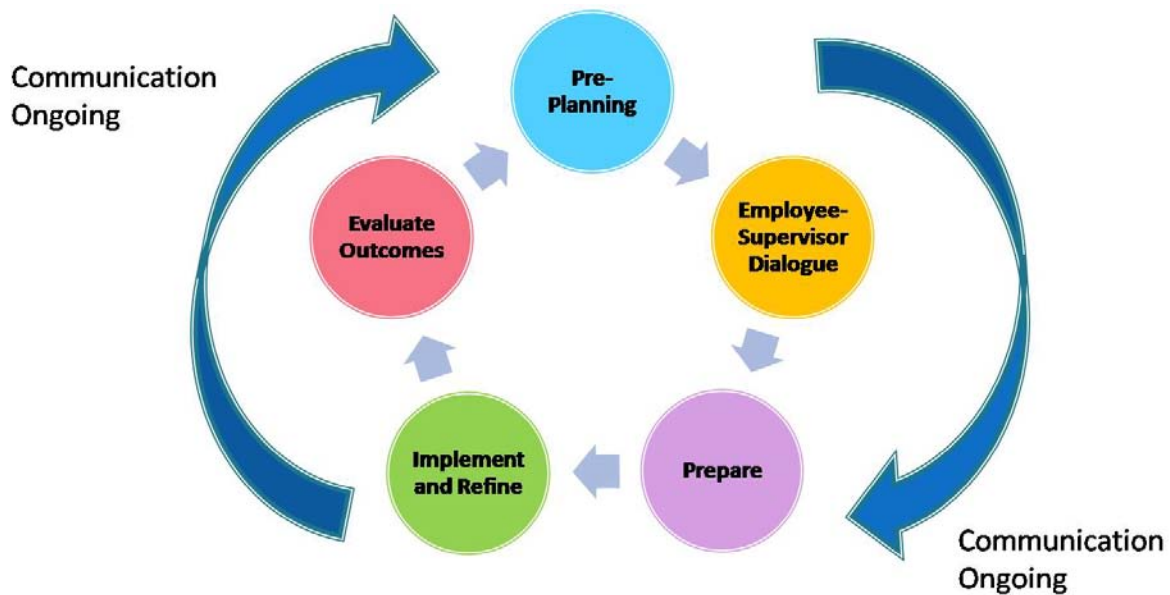 Communication
Ongoing
Pre-
Planning
Employee-
Supervisor
Dialogue
Prepare
Implement
and Refine
Evaluate
Outcomes
Communication
Ongoing